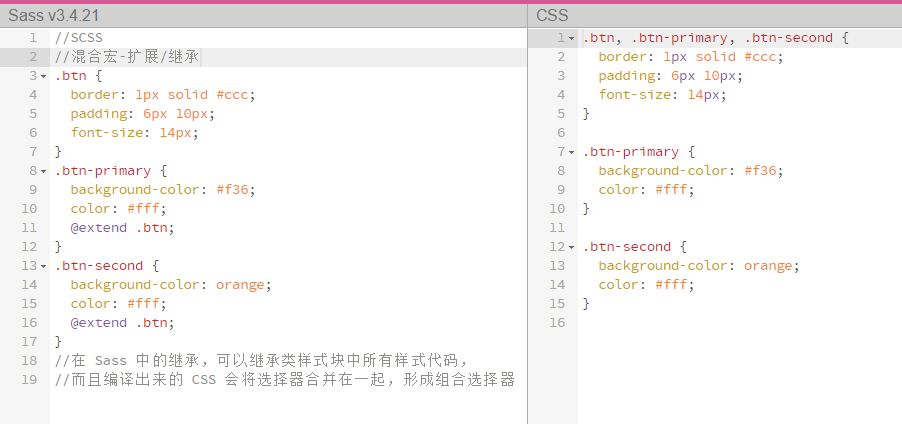 Sass v3.4.21
1 //SCSS
2 //混合宏-扩展/继承
3 .btn {
4 border: 1px solid #ccc;
5 padding: 6px 10px;
6 font-size: 14px;
7 }
8 .btn-primary {
9 background-color: #f36;
10 color: #fff;
11 @extend .btn;
12 }
13 .btn-second {
14 background-color: orange;
15 color: #fff;
16 @extend .btn;
17 }
18 //在 Sass 中的继承，可以继承类样式块中所有样式代码，
19 //而且编译出来的 CSS 会将选择器合并在一起，形成组合选择器
CSS
1 .btn, .btn-primary, .btn-second {
2 border: 1px solid #ccc;
3 padding: 6px 10px;
4 font-size: 14px;
5 }
6
7 .btn-primary {
8 background-color: #f36;
9 color: #fff;
10 }
11
12 .btn-second {
13 background-color: orange;
14 color: #fff;
15 }
16